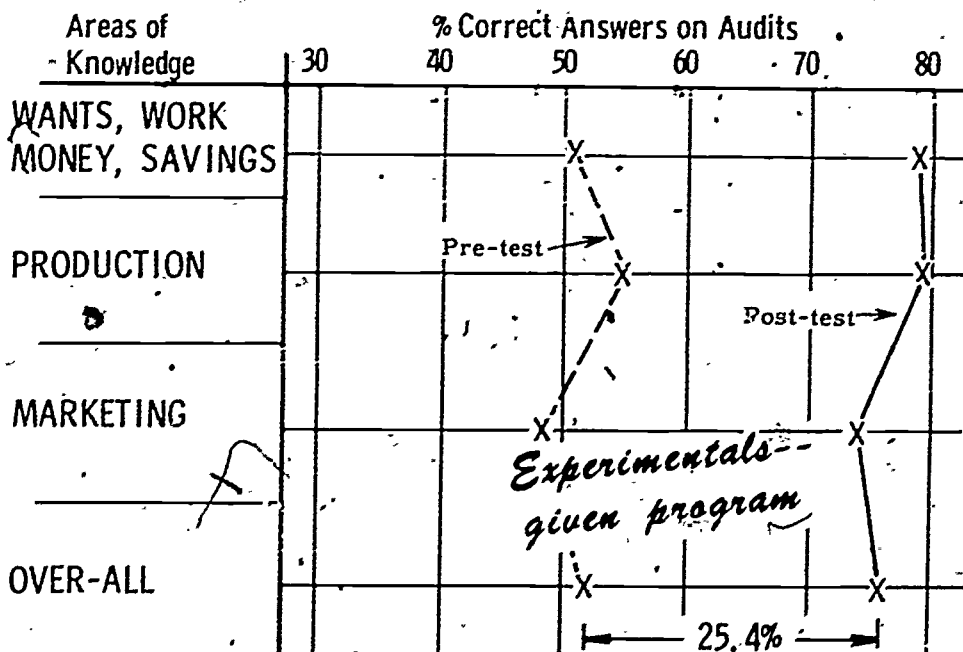 Areas of
Knowledge
% Correct Answers on Audits
30 40 50 60 70 80
WANTS, WORK
MONEY, SAVINGS
Pre-test
PRODUCTION
Post-test
MARKETING
Experimentals--
given program
OVER-ALL
25.4%